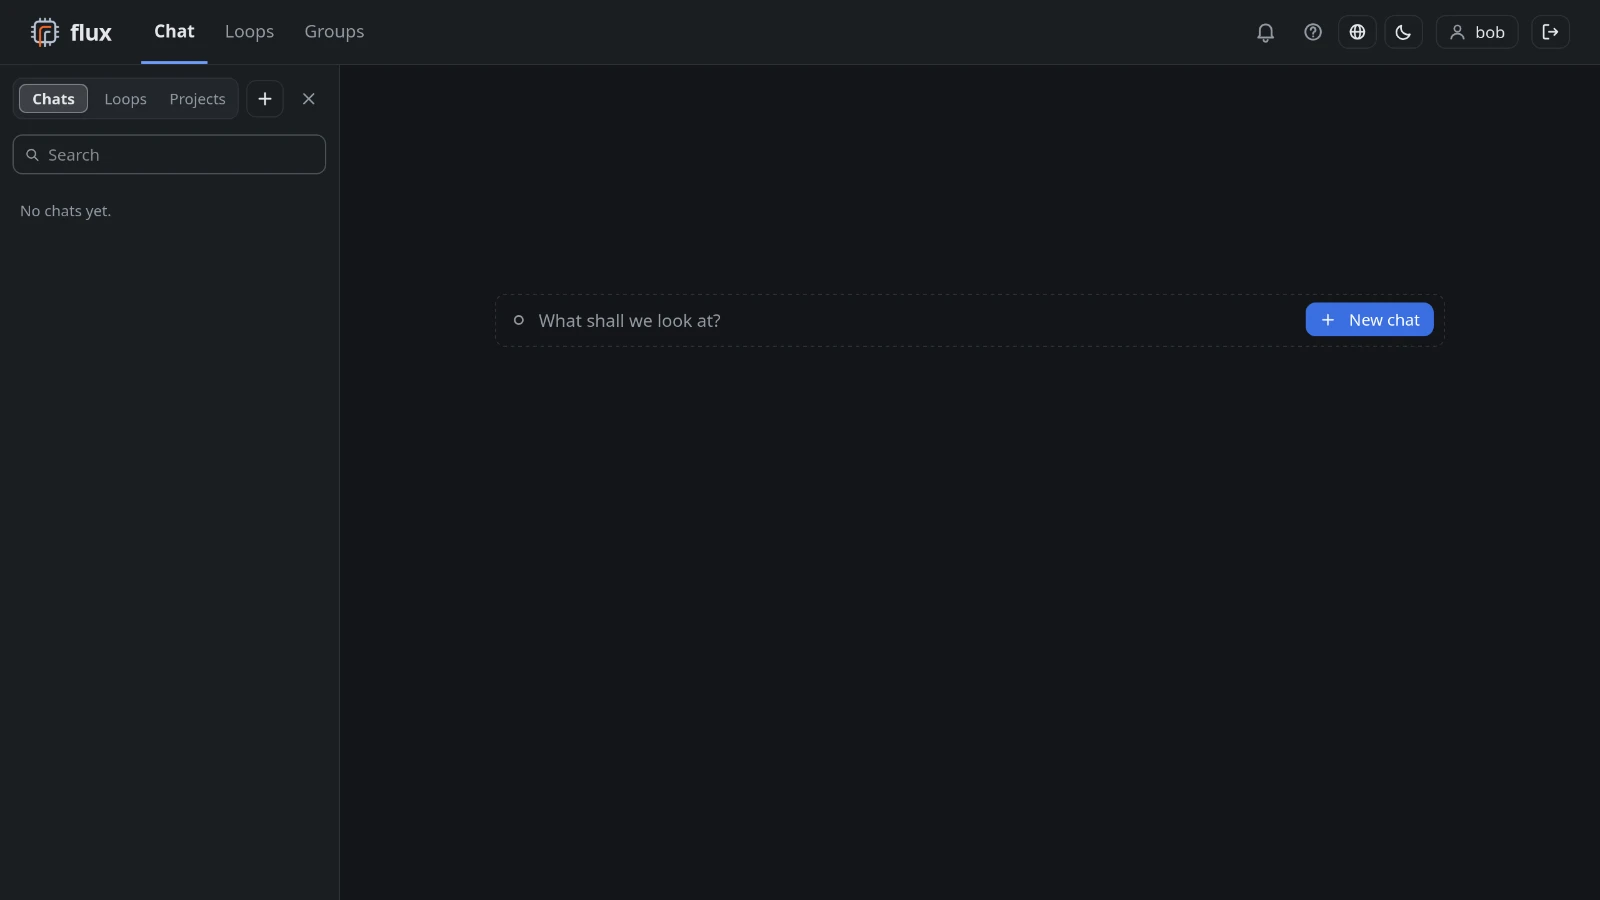 flux Chat Loops Groups bob
Chats Loops Projects
Search
No chats yet.
What shall we look at? New chat